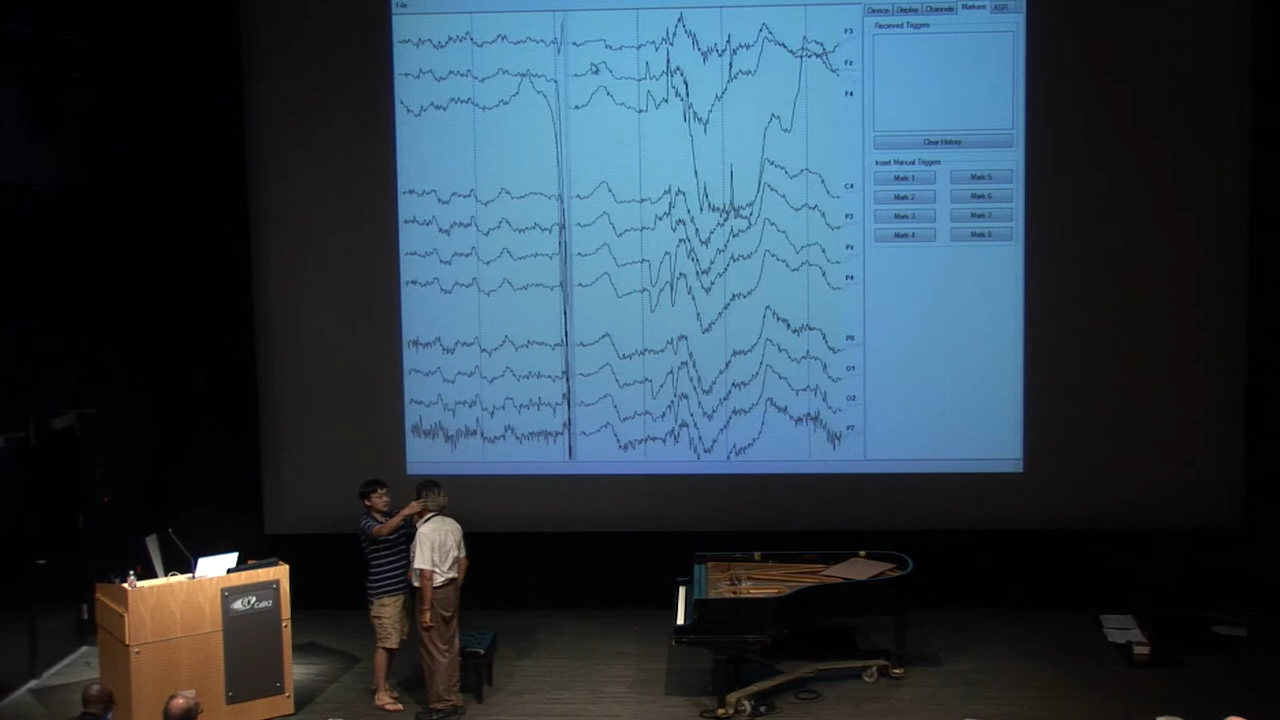 File
Device Display Channels Markers ASR
Recieved Triggers
Clear History
Insert Manual Triggers
Mark 1 Mark 5
Mark 2 Mark 6
Mark 3 Mark 7
Mark 4 Mark 8
F3
Fz
F4
C4
P3
Pz
P4
O1
O2
Calit2